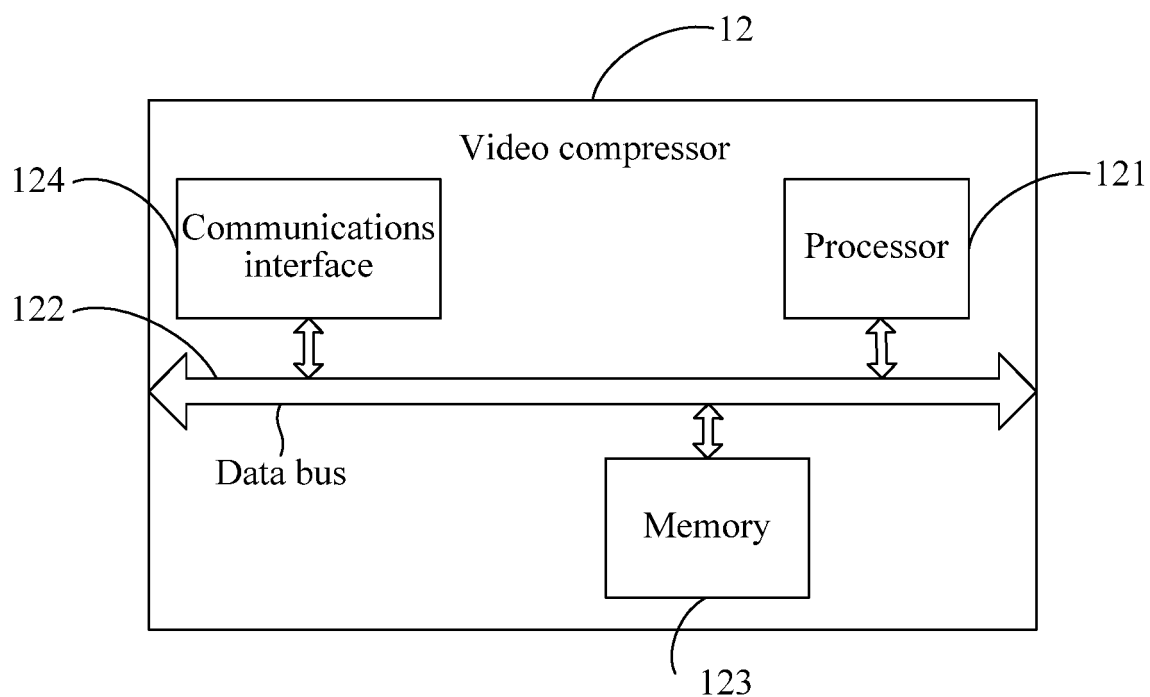 12
Video compressor
124
Communications
interface
121
Processor
122
Data bus
Memory
123